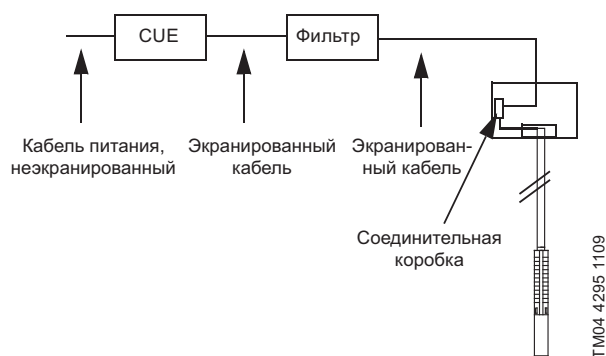 CUE
Фильтр
Кабель питания,
неэкранированный
Экранированный
кабель
Экранирован-
ный кабель
Соединительная
коробка
TM04 4295 1109